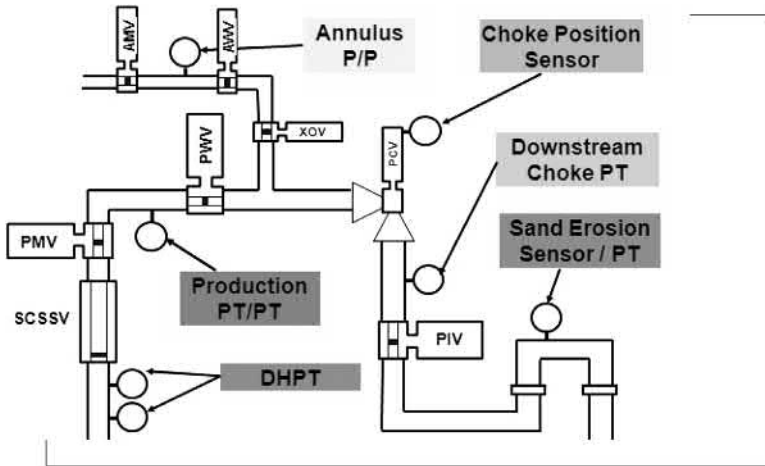 AMV
AWV
Annulus
P/P
Choke Position
Sensor
XOV
PWV
PCV
Downstream
Choke PT
Sand Erosion
Sensor / PT
PMV
Production
PT/PT
SCSSV
PIV
DHPT